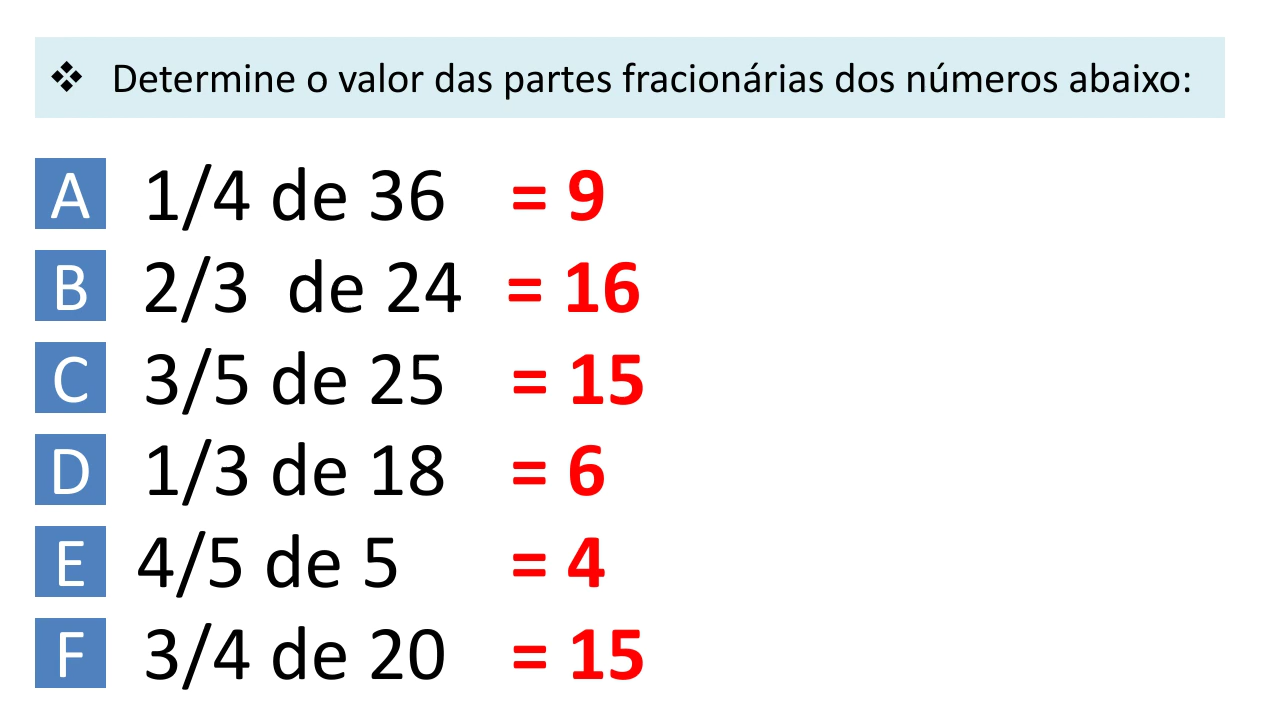 ❖ Determine o valor das partes fracionárias dos números abaixo:
A 1/4 de 36 = 9
B 2/3 de 24 = 16
C 3/5 de 25 = 15
D 1/3 de 18 = 6
E 4/5 de 5 = 4
F 3/4 de 20 = 15